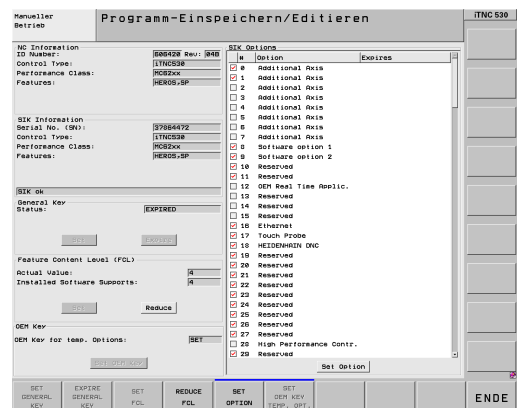 Manueller
Betrieb
Programm-Einspeichern/Editieren
iTNC 530
NC Information
ID Number: 606420 Rev: 04B
Control Type: iTNC530
Performance Class: MC62xx
Features: HEROS,SP
SIK Information
Serial No. (SN): 37864472
Control Type: iTNC530
Performance Class: MC62xx
Features: HEROS,SP
SIK ok
General Key
Status: EXPIRED
Set Expire
Feature Content Level (FCL)
Actual Value: 4
Installed Software Supports: 4
Set Reduce
OEM Key
OEM Key for temp. Options: SET
Set OEM Key
SIK Options
# Option Expires
0 Additional Axis
1 Additional Axis
2 Additional Axis
3 Additional Axis
4 Additional Axis
5 Additional Axis
6 Additional Axis
7 Additional Axis
8 Software option 1
9 Software option 2
10 Reserved
11 Reserved
12 OEM Real Time Applic.
13 Reserved
14 Reserved
15 Reserved
16 Ethernet
17 Touch Probe
18 HEIDENHAIN DNC
19 Reserved
20 Reserved
21 Reserved
22 Reserved
23 Reserved
24 Reserved
25 Reserved
26 Reserved
27 Reserved
28 High Performance Contr.
29 Reserved
Set Option
SET
GENERAL
KEY
EXPIRE
GENERAL
KEY
SET
FCL
REDUCE
FCL
SET
OPTION
SET
OEM KEY
TEMP. OPT.
ENDE